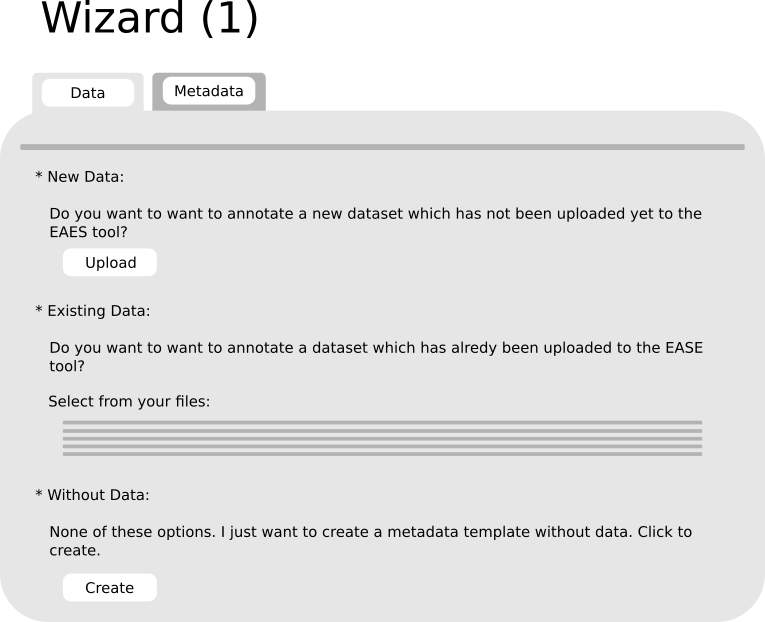 Wizard (1)
Data
Metadata
* New Data:
Do you want to want to annotate a new dataset which has not been uploaded yet to the
EAES tool?
Upload
* Existing Data:
Do you want to want to annotate a dataset which has alredy been uploaded to the EASE
tool?
Select from your files:
* Without Data:
None of these options. I just want to create a metadata template without data. Click to
create.
Create